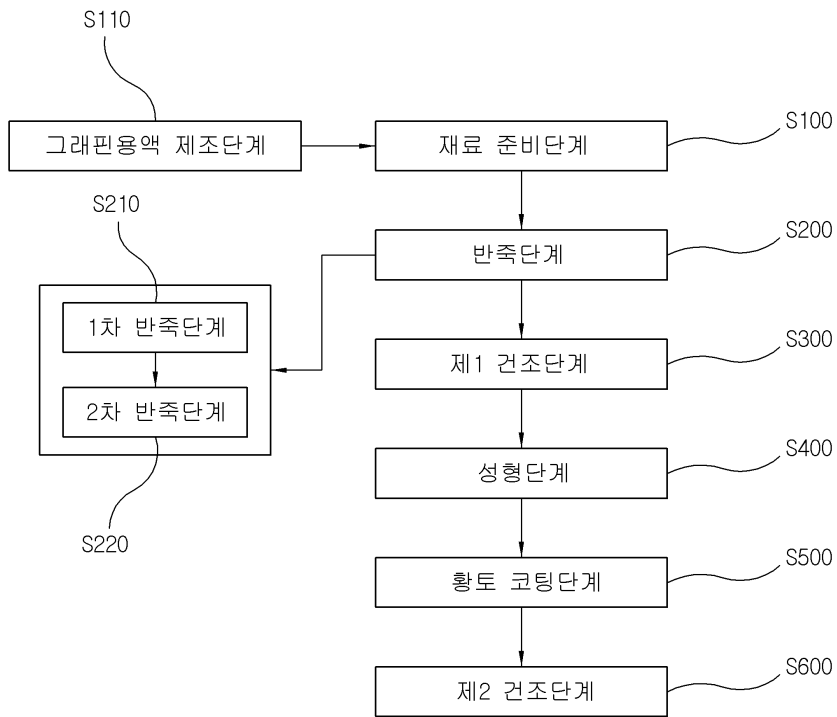 S110
그래핀용액 제조단계
재료 준비단계
S100
S210
반죽단계
S200
1차 반죽단계
2차 반죽단계
S220
제1 건조단계
S300
성형단계
S400
황토 코팅단계
S500
제2 건조단계
S600